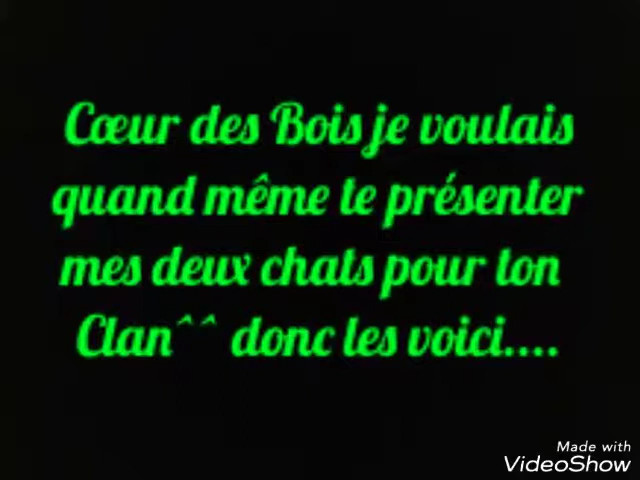 Cœur des Bois je voulais
quand même te présenter
mes deux chats pour ton
Clan^^ donc les voici....
Made with
VideoShow